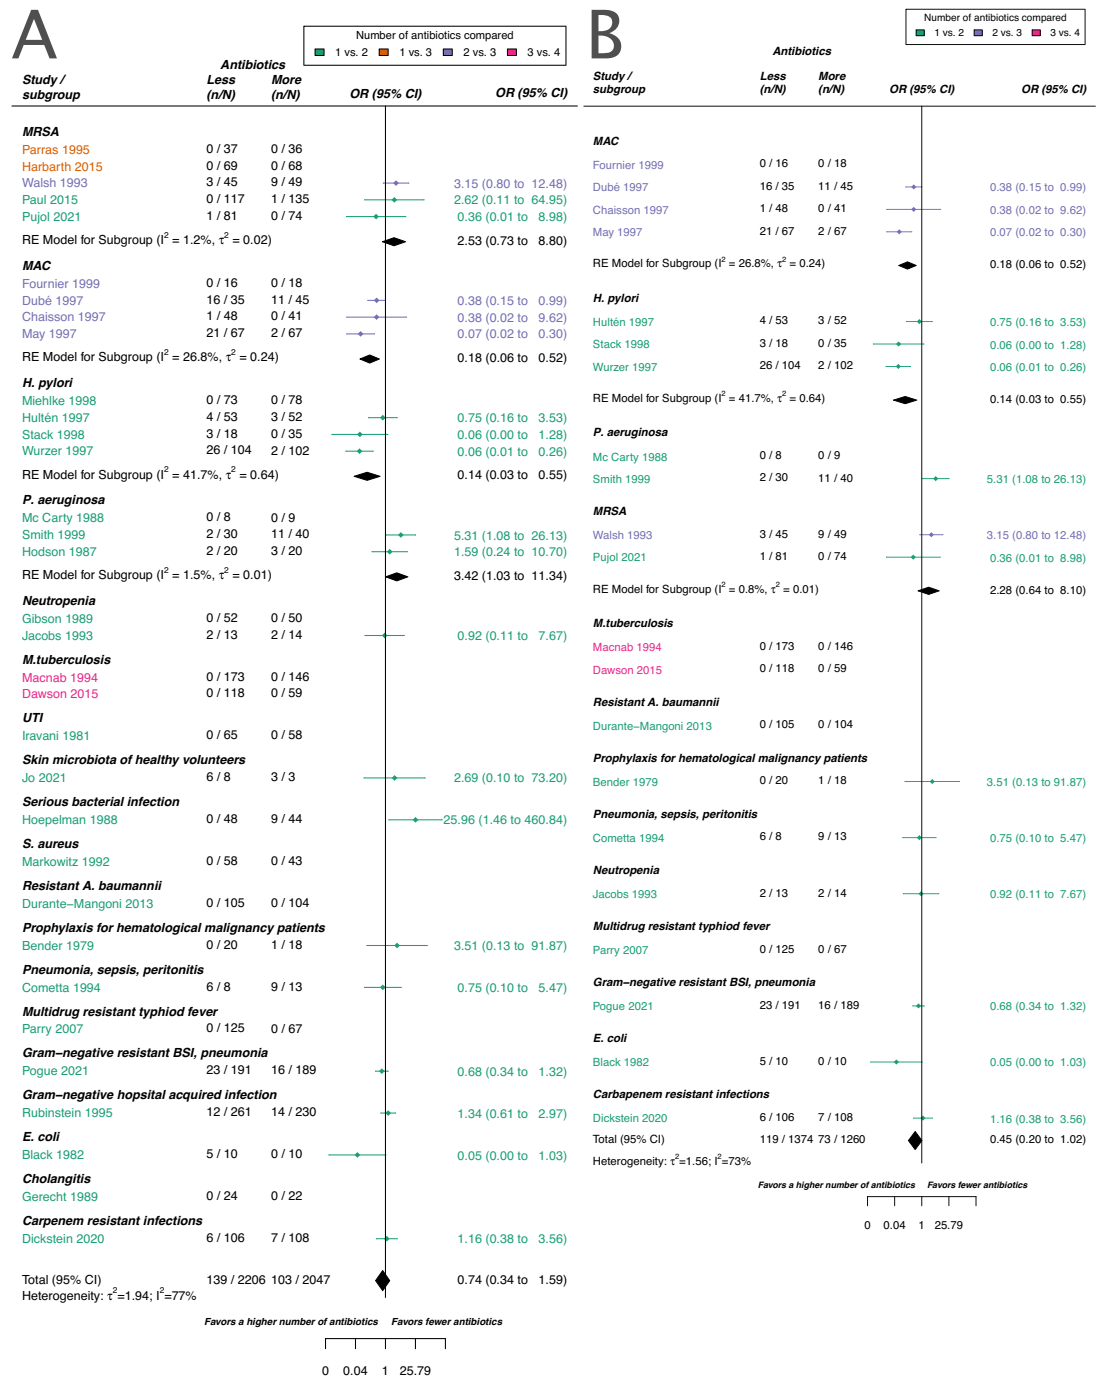 A
Number of antibiotics compared
1 vs. 2 1 vs. 3 2 vs. 3 3 vs. 4
Antibiotics
Study / subgroup Less (n/N) More (n/N) OR (95% CI) OR (95% CI)
MRSA
Parras 1995 0 / 37 0 / 36
Harbarth 2015 0 / 69 0 / 68
Walsh 1993 3 / 45 9 / 49 3.15 (0.80 to 12.48)
Paul 2015 0 / 117 1 / 135 2.62 (0.11 to 64.95)
Pujol 2021 1 / 81 0 / 74 0.36 (0.01 to 8.98)
RE Model for Subgroup (I² = 1.2%, τ² = 0.02) 2.53 (0.73 to 8.80)
MAC
Fournier 1999 0 / 16 0 / 18
Dubé 1997 16 / 35 11 / 45 0.38 (0.15 to 0.99)
Chaisson 1997 1 / 48 0 / 41 0.38 (0.02 to 9.62)
May 1997 21 / 67 2 / 67 0.07 (0.02 to 0.30)
RE Model for Subgroup (I² = 26.8%, τ² = 0.24) 0.18 (0.06 to 0.52)
H. pylori
Miehlke 1998 0 / 73 0 / 78
Hultén 1997 4 / 53 3 / 52 0.75 (0.16 to 3.53)
Stack 1998 3 / 18 0 / 35 0.06 (0.00 to 1.28)
Wurzer 1997 26 / 104 2 / 102 0.06 (0.01 to 0.26)
RE Model for Subgroup (I² = 41.7%, τ² = 0.64) 0.14 (0.03 to 0.55)
P. aeruginosa
Mc Carty 1988 0 / 8 0 / 9
Smith 1999 2 / 30 11 / 40 5.31 (1.08 to 26.13)
Hodson 1987 2 / 20 3 / 20 1.59 (0.24 to 10.70)
RE Model for Subgroup (I² = 1.5%, τ² = 0.01) 3.42 (1.03 to 11.34)
Neutropenia
Gibson 1989 0 / 52 0 / 50
Jacobs 1993 2 / 13 2 / 14 0.92 (0.11 to 7.67)
M.tuberculosis
Macnab 1994 0 / 173 0 / 146
Dawson 2015 0 / 118 0 / 59
UTI
Iravani 1981 0 / 65 0 / 58
Skin microbiota of healthy volunteers
Jo 2021 6 / 8 3 / 3 2.69 (0.10 to 73.20)
Serious bacterial infection
Hoepelman 1988 0 / 48 9 / 44 25.96 (1.46 to 460.84)
S. aureus
Markowitz 1992 0 / 58 0 / 43
Resistant A. baumannii
Durante−Mangoni 2013 0 / 105 0 / 104
Prophylaxis for hematological malignancy patients
Bender 1979 0 / 20 1 / 18 3.51 (0.13 to 91.87)
Pneumonia, sepsis, peritonitis
Cometta 1994 6 / 8 9 / 13 0.75 (0.10 to 5.47)
Multidrug resistant typhiod fever
Parry 2007 0 / 125 0 / 67
Gram−negative resistant BSI, pneumonia
Pogue 2021 23 / 191 16 / 189 0.68 (0.34 to 1.32)
Gram−negative hopsital acquired infection
Rubinstein 1995 12 / 261 14 / 230 1.34 (0.61 to 2.97)
E. coli
Black 1982 5 / 10 0 / 10 0.05 (0.00 to 1.03)
Cholangitis
Gerecht 1989 0 / 24 0 / 22
Carpenem resistant infections
Dickstein 2020 6 / 106 7 / 108 1.16 (0.38 to 3.56)
Total (95% CI) 139 / 2206 103 / 2047 0.74 (0.34 to 1.59)
Heterogeneity: τ²=1.94; I²=77%
Favors a higher number of antibiotics Favors fewer antibiotics
0 0.04 1 25.79
B
Number of antibiotics compared
1 vs. 2 2 vs. 3 3 vs. 4
Antibiotics
Study / subgroup Less (n/N) More (n/N) OR (95% CI) OR (95% CI)
MAC
Fournier 1999 0 / 16 0 / 18
Dubé 1997 16 / 35 11 / 45 0.38 (0.15 to 0.99)
Chaisson 1997 1 / 48 0 / 41 0.38 (0.02 to 9.62)
May 1997 21 / 67 2 / 67 0.07 (0.02 to 0.30)
RE Model for Subgroup (I² = 26.8%, τ² = 0.24) 0.18 (0.06 to 0.52)
H. pylori
Hultén 1997 4 / 53 3 / 52 0.75 (0.16 to 3.53)
Stack 1998 3 / 18 0 / 35 0.06 (0.00 to 1.28)
Wurzer 1997 26 / 104 2 / 102 0.06 (0.01 to 0.26)
RE Model for Subgroup (I² = 41.7%, τ² = 0.64) 0.14 (0.03 to 0.55)
P. aeruginosa
Mc Carty 1988 0 / 8 0 / 9
Smith 1999 2 / 30 11 / 40 5.31 (1.08 to 26.13)
MRSA
Walsh 1993 3 / 45 9 / 49 3.15 (0.80 to 12.48)
Pujol 2021 1 / 81 0 / 74 0.36 (0.01 to 8.98)
RE Model for Subgroup (I² = 0.8%, τ² = 0.01) 2.28 (0.64 to 8.10)
M.tuberculosis
Macnab 1994 0 / 173 0 / 146
Dawson 2015 0 / 118 0 / 59
Resistant A. baumannii
Durante−Mangoni 2013 0 / 105 0 / 104
Prophylaxis for hematological malignancy patients
Bender 1979 0 / 20 1 / 18 3.51 (0.13 to 91.87)
Pneumonia, sepsis, peritonitis
Cometta 1994 6 / 8 9 / 13 0.75 (0.10 to 5.47)
Neutropenia
Jacobs 1993 2 / 13 2 / 14 0.92 (0.11 to 7.67)
Multidrug resistant typhiod fever
Parry 2007 0 / 125 0 / 67
Gram−negative resistant BSI, pneumonia
Pogue 2021 23 / 191 16 / 189 0.68 (0.34 to 1.32)
E. coli
Black 1982 5 / 10 0 / 10 0.05 (0.00 to 1.03)
Carbapenem resistant infections
Dickstein 2020 6 / 106 7 / 108 1.16 (0.38 to 3.56)
Total (95% CI) 119 / 1374 73 / 1260 0.45 (0.20 to 1.02)
Heterogeneity: τ²=1.56; I²=73%
Favors a higher number of antibiotics Favors fewer antibiotics
0 0.04 1 25.79